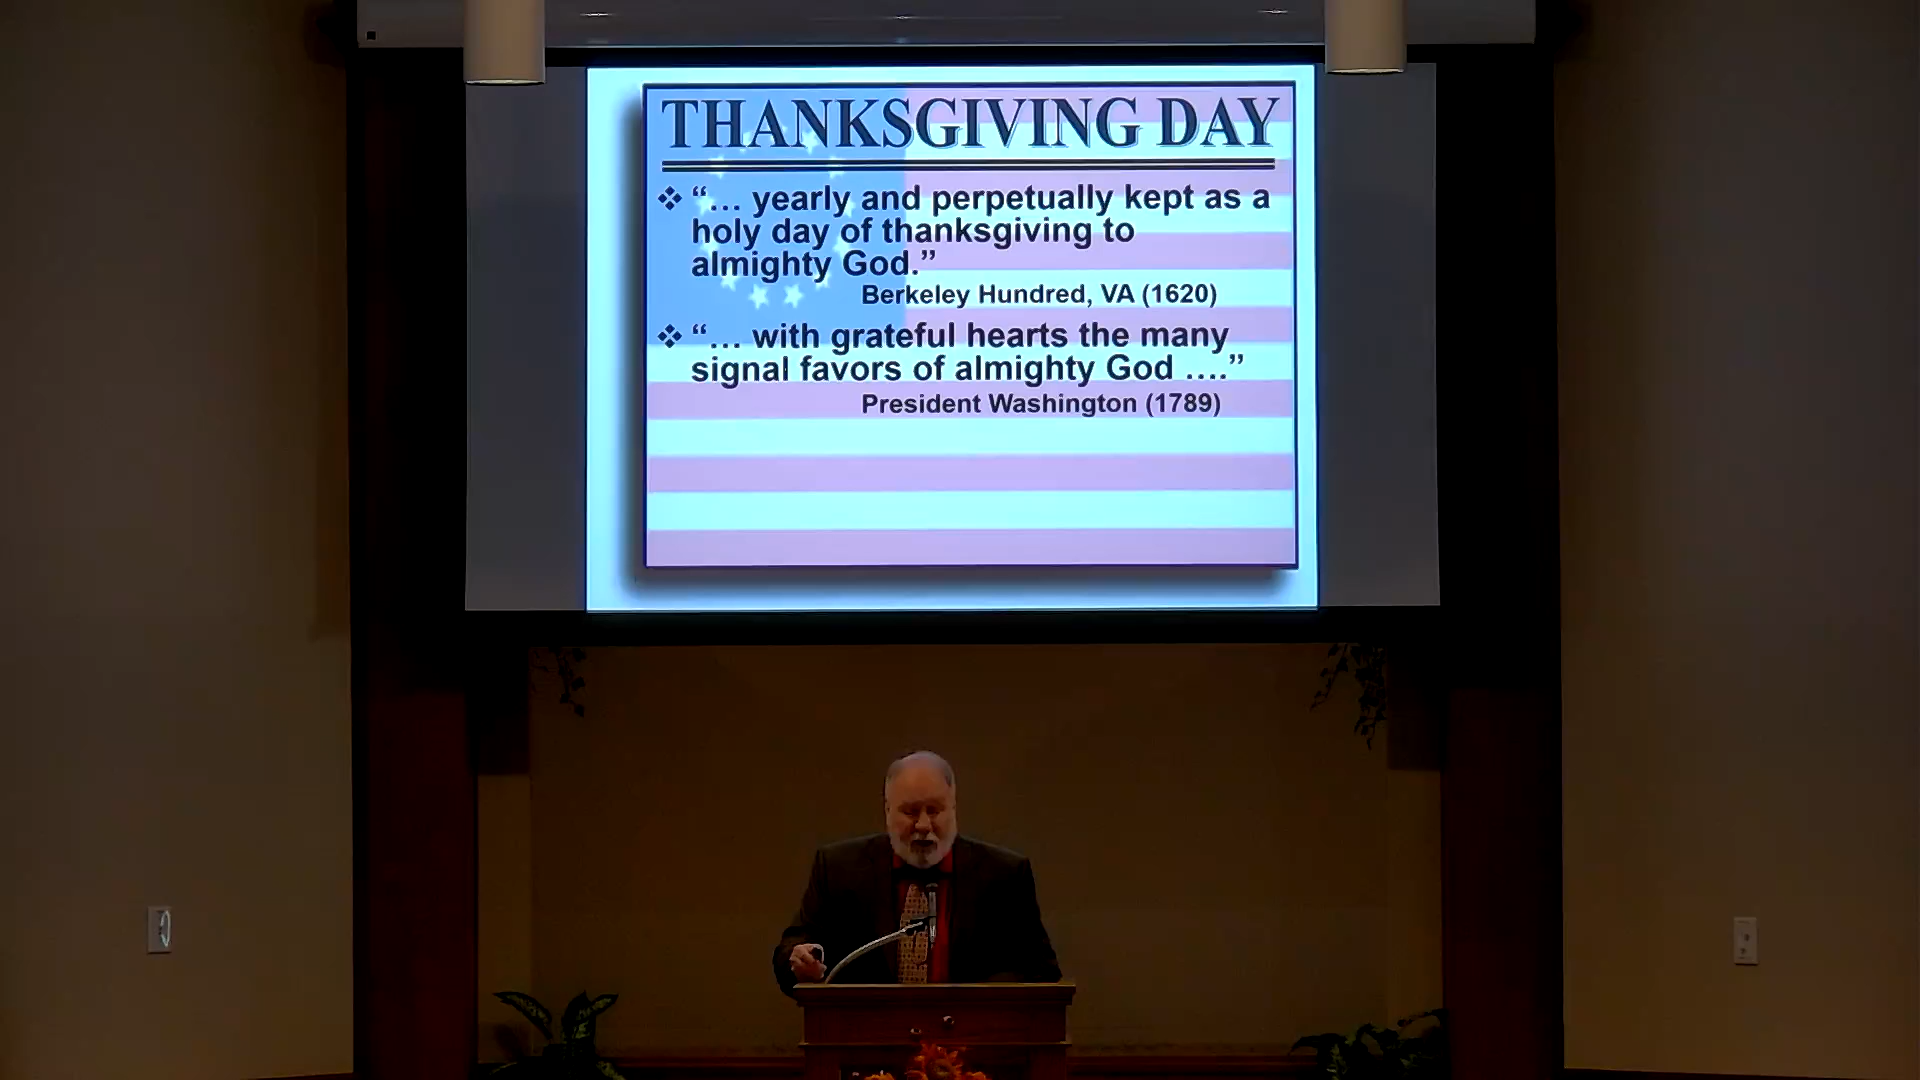 THANKSGIVING DAY
❖ “… yearly and perpetually kept as a
holy day of thanksgiving to
almighty God.”
Berkeley Hundred, VA (1620)
❖ “… with grateful hearts the many
signal favors of almighty God ….”
President Washington (1789)